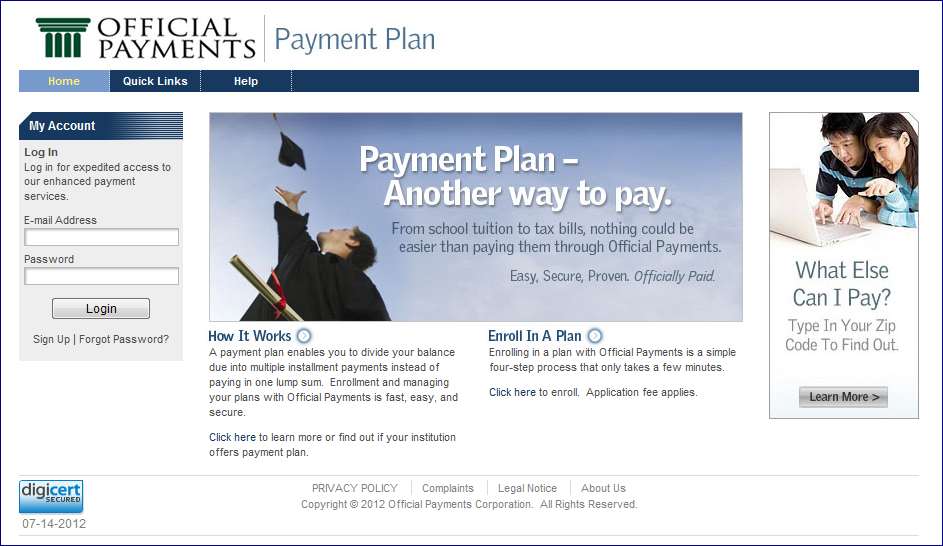 OFFICIAL
PAYMENTS
Payment Plan
Home
Quick Links
Help
My Account
Log In
Log in for expedited access to
our enhanced payment
services.
E-mail Address
Password
Login
Sign Up | Forgot Password?
Payment Plan –
Another way to pay.
From school tuition to tax bills, nothing could be
easier than paying them through Official Payments.
Easy, Secure, Proven. Officially Paid.
How It Works
A payment plan enables you to divide your balance
due into multiple installment payments instead of
paying in one lump sum.  Enrollment and managing
your plans with Official Payments is fast, easy, and
secure.
Click here to learn more or find out if your institution
offers payment plan.
Enroll In A Plan
Enrolling in a plan with Official Payments is a simple
four-step process that only takes a few minutes.
Click here to enroll.  Application fee applies.
What Else
Can I Pay?
Type In Your Zip
Code To Find Out.
Learn More >
digicert
SECURED
07-14-2012
PRIVACY POLICY
Complaints
Legal Notice
About Us
Copyright © 2012 Official Payments Corporation.  All Rights Reserved.